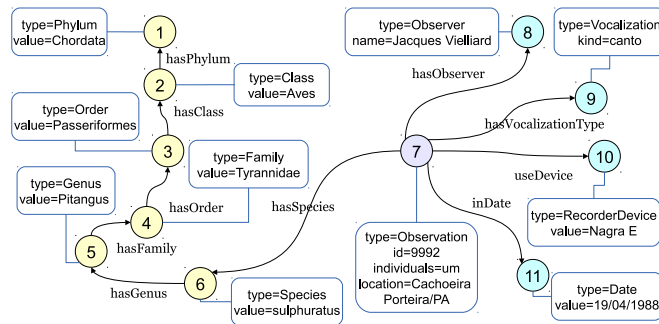 type=Phylum
value=Chordata
1
hasPhylum
2
type=Class
value=Aves
hasClass
type=Order
value=Passeriformes
3
type=Family
value=Tyrannidae
hasOrder
4
type=Genus
value=Pitangus
5
hasFamily
hasGenus
6
type=Species
value=sulphuratus
hasSpecies
7
type=Observation
id=9992
individuals=um
location=Cachoeira
Porteira/PA
type=Observer
name=Jacques Vielliard
8
hasObserver
type=Vocalization
kind=canto
9
hasVocalizationType
10
useDevice
type=RecorderDevice
value=Nagra E
inDate
11
type=Date
value=19/04/1988